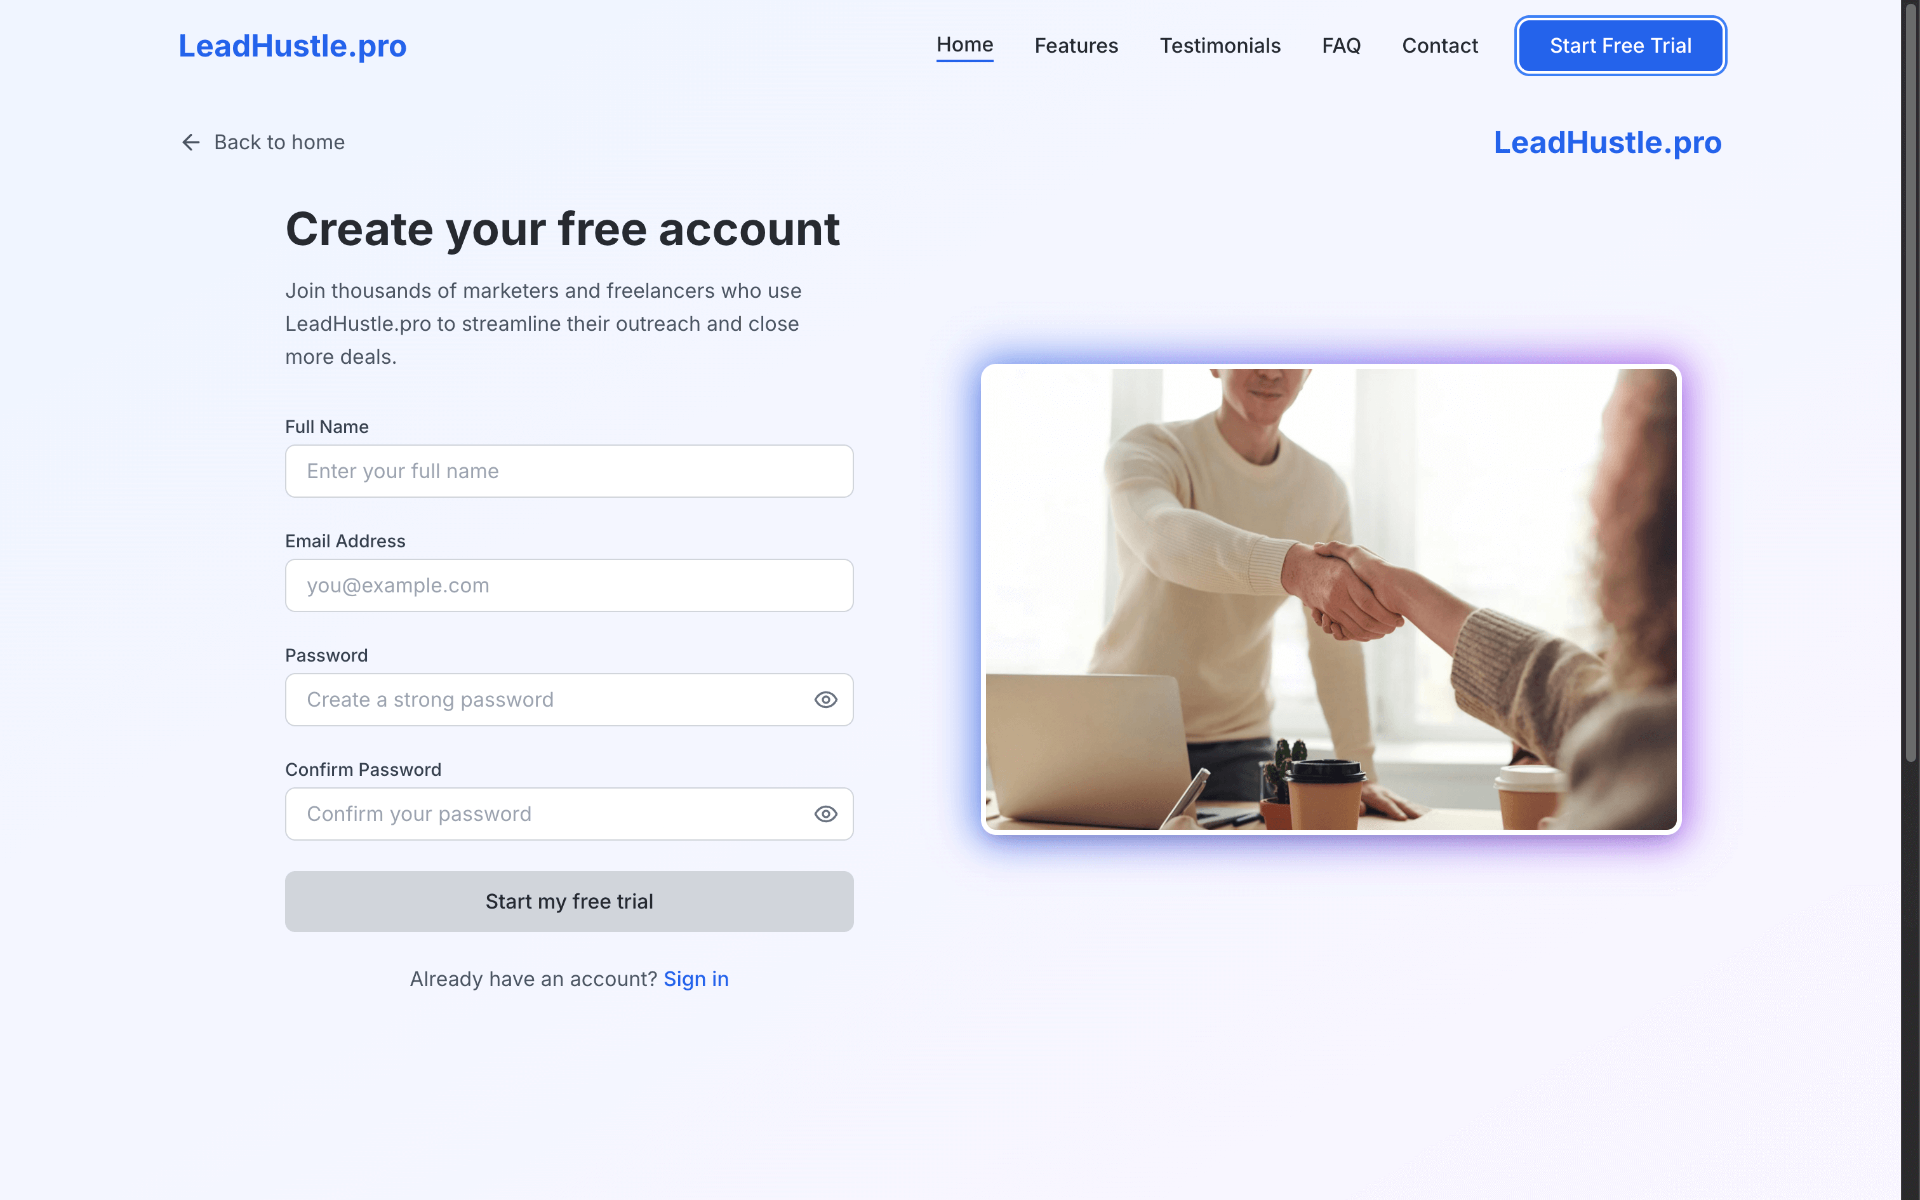 LeadHustle.pro
Home
Features
Testimonials
FAQ
Contact
Start Free Trial
Back to home
LeadHustle.pro
Create your free account
Join thousands of marketers and freelancers who use
LeadHustle.pro to streamline their outreach and close
more deals.
Full Name
Enter your full name
Email Address
you@example.com
Password
Create a strong password
Confirm Password
Confirm your password
Start my free trial
Already have an account? Sign in